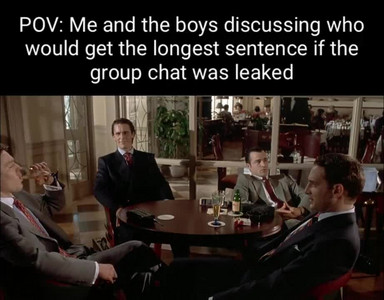 POV: Me and the boys discussing who
would get the longest sentence if the
group chat was leaked